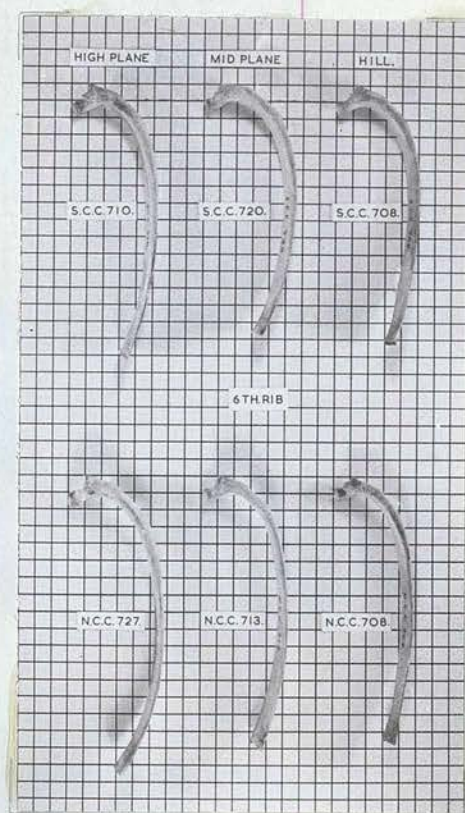 HIGH PLANE
MID PLANE
HILL.
S.C.C.710.
S.C.C.720.
S.C.C.708.
6TH.RIB
N.C.C.727.
N.C.C.713.
N.C.C.708.